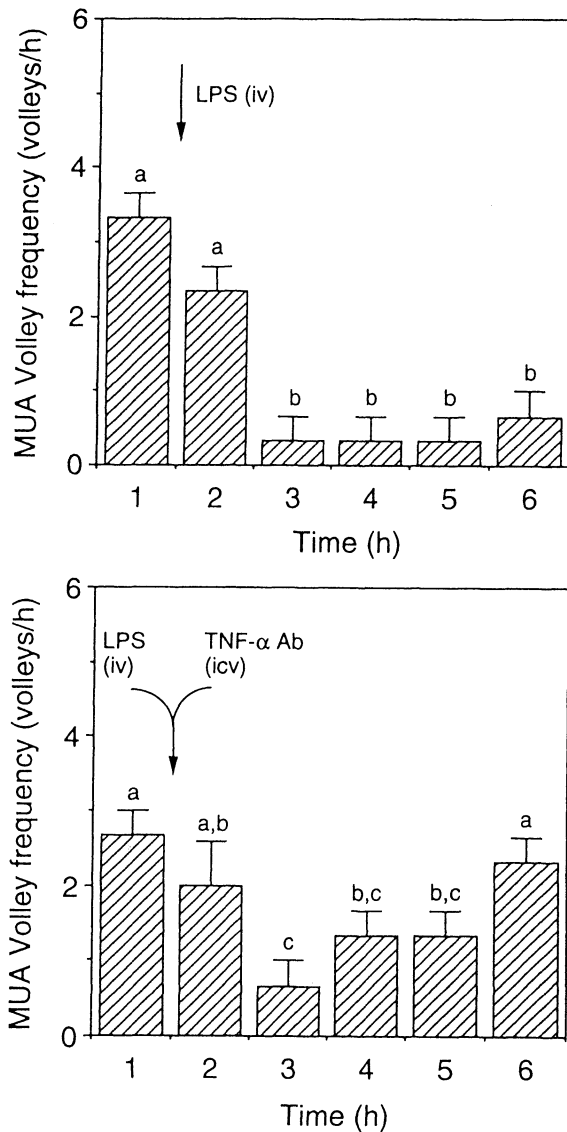 MUA Volley frequency (volleys/h)
6
4
2
0
LPS (iv)
a
a
b
b
b
b
1 2 3 4 5 6
Time (h)
MUA Volley frequency (volleys/h)
6
4
2
0
LPS
(iv)
TNF-α Ab
(icv)
a
a,b
c
b,c
b,c
a
1 2 3 4 5 6
Time (h)